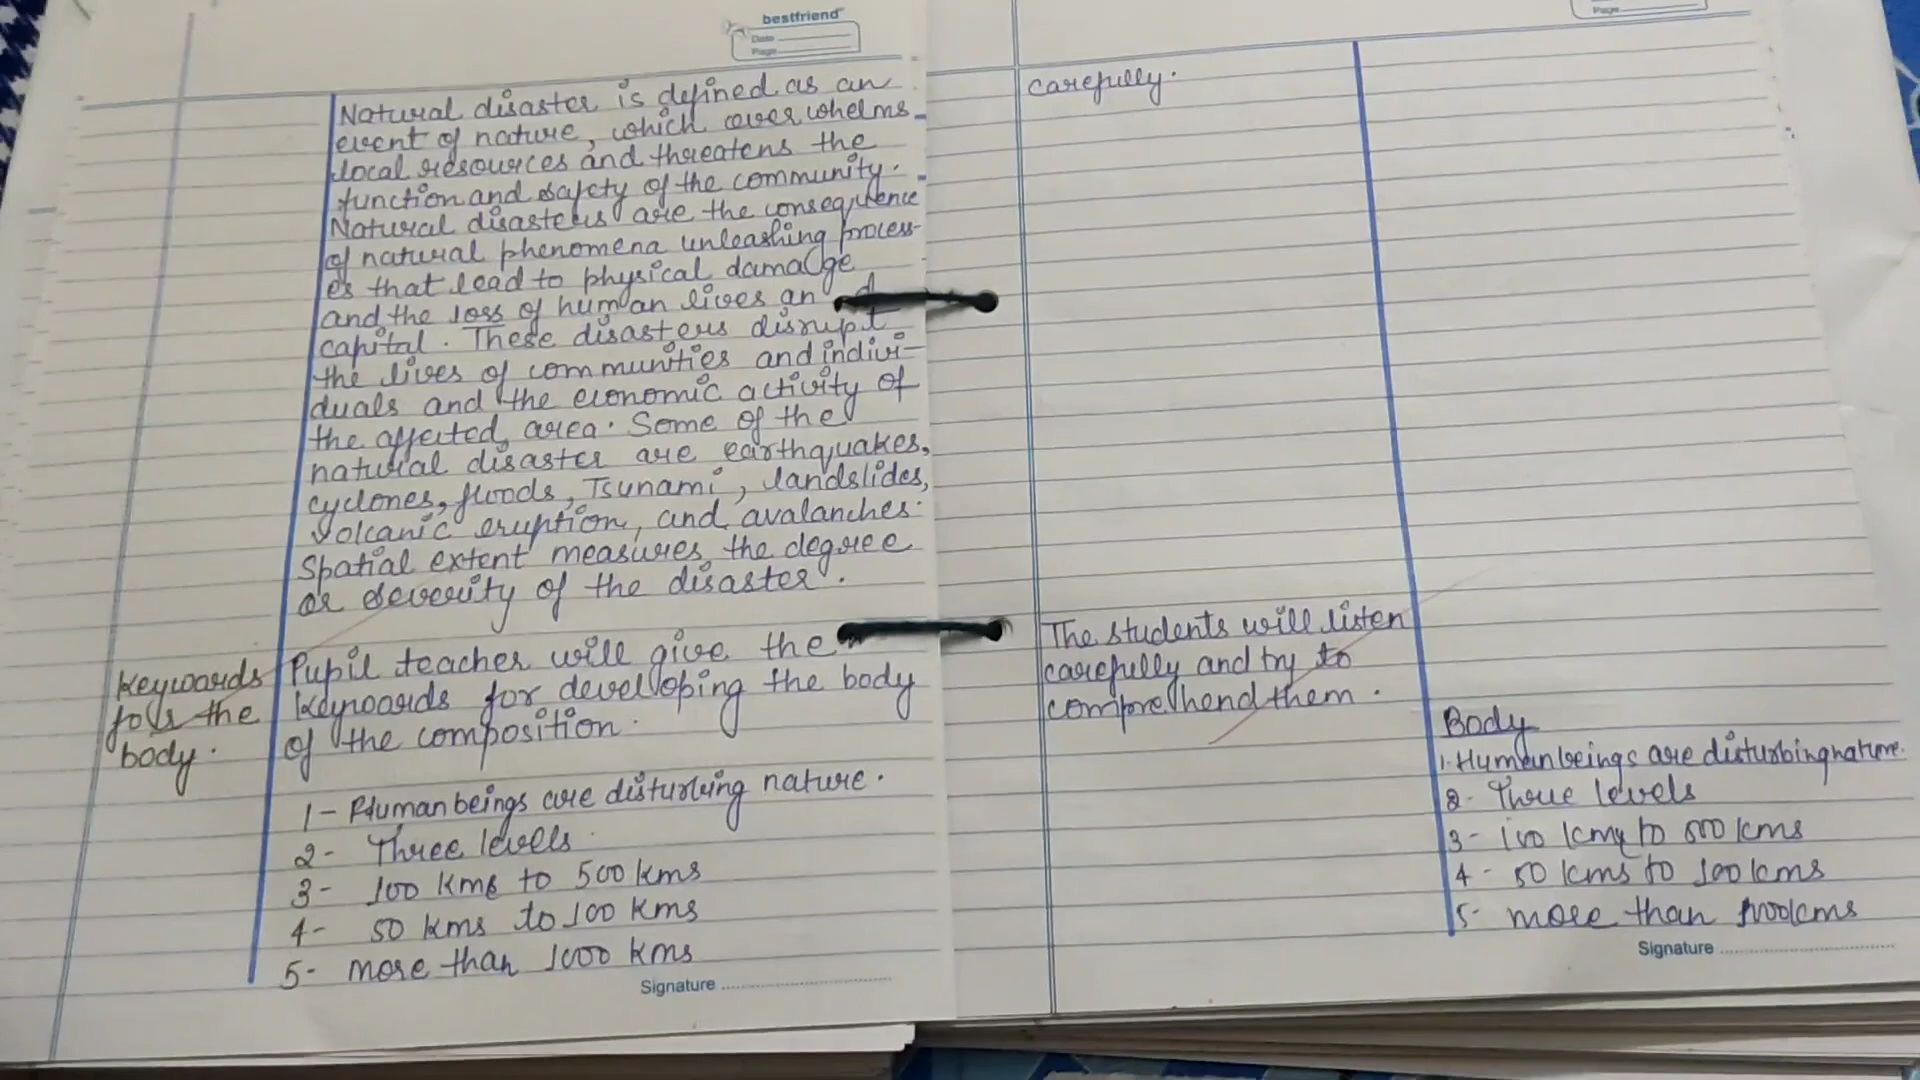 bestfriend
Date
Page
Natural disaster is defined as an
event of nature, which over whelms
local resources and threatens the
function and safety of the community.
Natural disasters are the consequence
of natural phenomena unleashing process-
es that lead to physical damage
and the loss of human lives and
capital. These disasters disrupt
the lives of communities and indivi-
duals and the economic activity of
the affected area. Some of the
natural disaster are earthquakes,
cyclones, floods, Tsunami, landslides,
Volcanic eruption, and avalanches.
Spatial extent measures the degree
or severity of the disaster.
Keywoards
for the
body.
Pupil teacher will give the
Keywoards for developing the body
of the composition.
1- Human beings are disturbing nature.
2- Three levels
3- 100 kms to 500 kms
4- 50 kms to 100 kms
5- more than 1000 kms
Signature
Page
carefully.
The students will listen
carefully and try to
comprehend them.
Body
1. Human beings are disturbing nature.
2- Three levels
3- 100 kms to 500 kms
4- 50 kms to 100 kms
5- more than 1000 kms
Signature